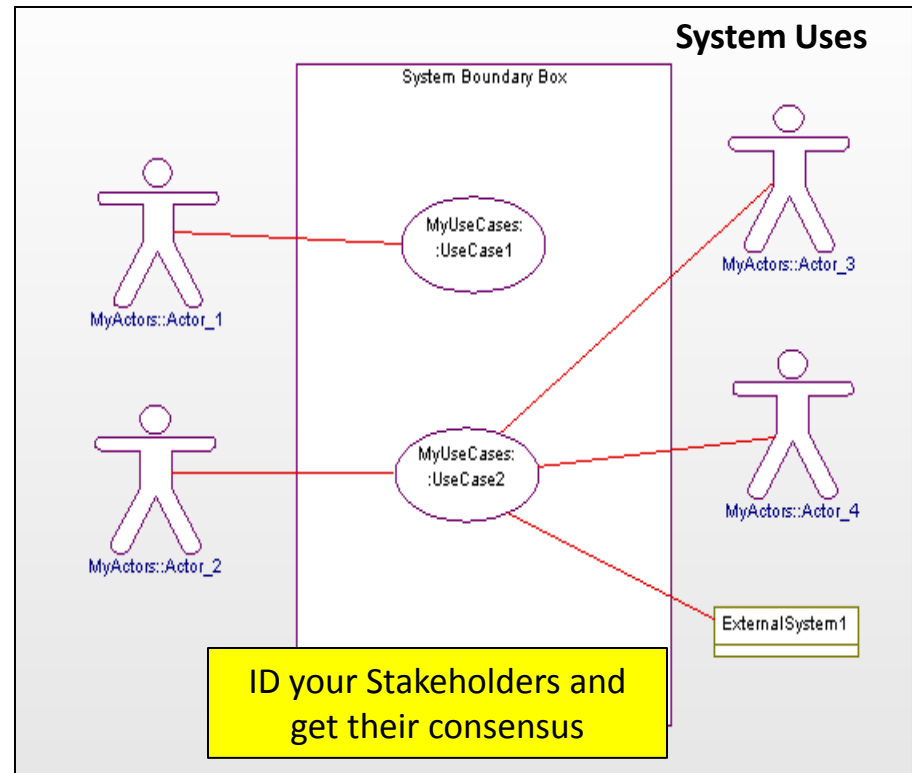 System Uses
System Boundary Box
MyUseCases:
:UseCase1
MyActors::Actor_1
MyActors::Actor_3
MyUseCases:
:UseCase2
MyActors::Actor_2
MyActors::Actor_4
ExternalSystem1
ID your Stakeholders and
get their consensus